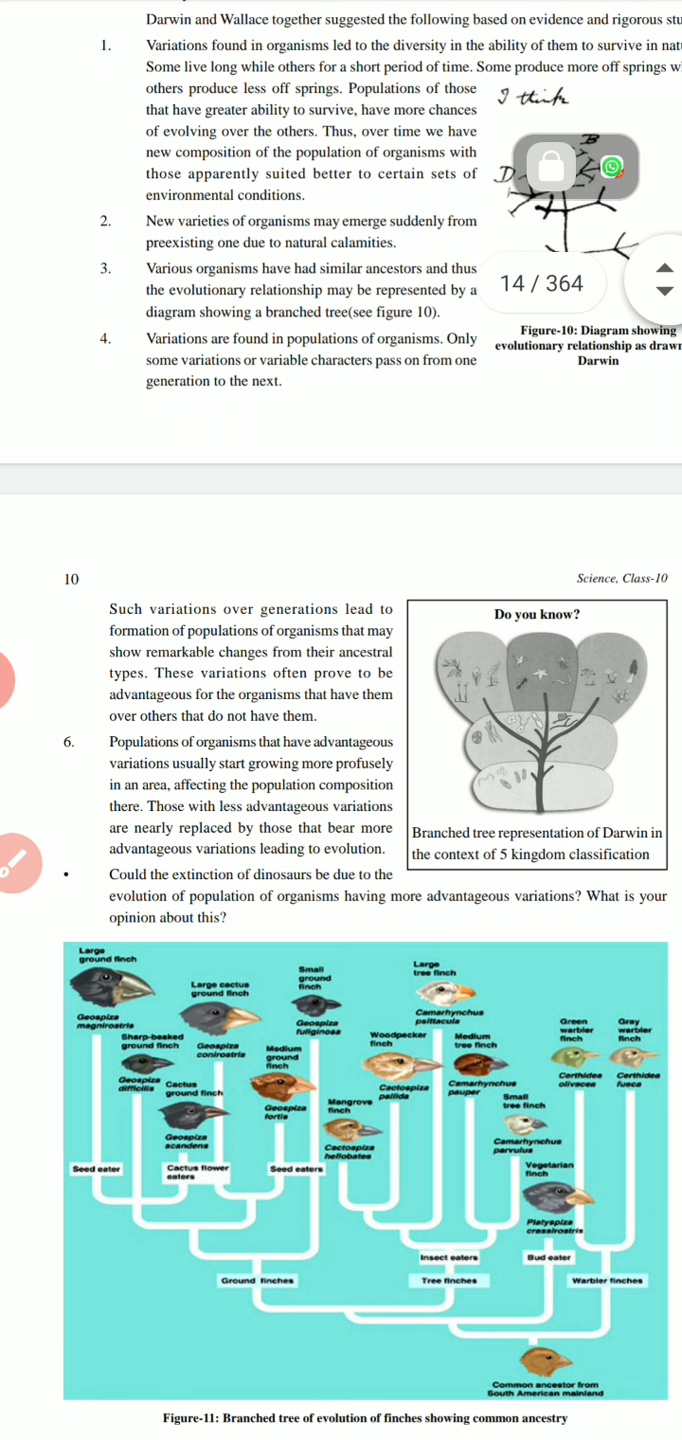 Darwin and Wallace together suggested the following based on evidence and rigorous stu
1. Variations found in organisms led to the diversity in the ability of them to survive in nat
Some live long while others for a short period of time. Some produce more off springs w
others produce less off springs. Populations of those
that have greater ability to survive, have more chances
of evolving over the others. Thus, over time we have
new composition of the population of organisms with
those apparently suited better to certain sets of
environmental conditions.
I think
B
D
2. New varieties of organisms may emerge suddenly from
preexisting one due to natural calamities.
3. Various organisms have had similar ancestors and thus
the evolutionary relationship may be represented by a
diagram showing a branched tree(see figure 10).
14 / 364
4. Variations are found in populations of organisms. Only
some variations or variable characters pass on from one
generation to the next.
Figure-10: Diagram showing
evolutionary relationship as drawn
Darwin
10
Science, Class-10
Such variations over generations lead to
formation of populations of organisms that may
show remarkable changes from their ancestral
types. These variations often prove to be
advantageous for the organisms that have them
over others that do not have them.
6. Populations of organisms that have advantageous
variations usually start growing more profusely
in an area, affecting the population composition
there. Those with less advantageous variations
are nearly replaced by those that bear more
advantageous variations leading to evolution.
Do you know?
Branched tree representation of Darwin in
the context of 5 kingdom classification
• Could the extinction of dinosaurs be due to the
evolution of population of organisms having more advantageous variations? What is your
opinion about this?
Large
ground finch
Geospiza
magnirostris
Sharp-beaked
ground finch
Geospiza
difficilis
Large cactus
ground finch
Geospiza
conirostris
Cactus
ground finch
Geospiza
scandens
Small
ground
finch
Geospiza
fuliginosa
Medium
ground
finch
Geospiza
fortis
Mangrove
finch
Cactospiza
heliobates
Woodpecker
finch
Cactospiza
pallida
Large
tree finch
Camarhynchus
psittacula
Medium
tree finch
Camarhynchus
pauper
Small
tree finch
Camarhynchus
parvulus
Vegetarian
finch
Platyspiza
crassirostris
Green
warbler
finch
Certhidea
olivacea
Gray
warbler
finch
Certhidea
fusca
Seed eater
Cactus flower
eaters
Seed eaters
Insect eaters
Bud eater
Ground finches
Tree finches
Warbler finches
Common ancestor from
South American mainland
Figure-11: Branched tree of evolution of finches showing common ancestry